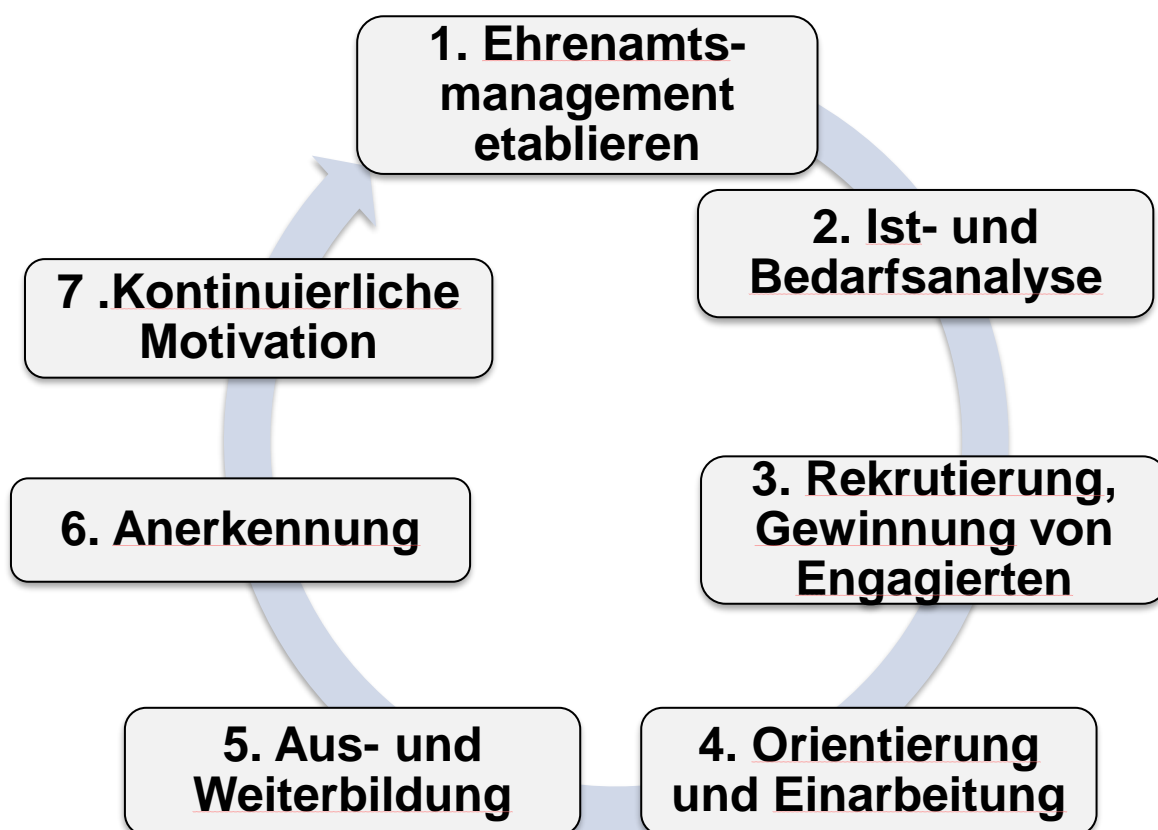 1. Ehrenamts-
management
etablieren
2. Ist- und
Bedarfsanalyse
3. Rekrutierung,
Gewinnung von
Engagierten
4. Orientierung
und Einarbeitung
5. Aus- und
Weiterbildung
6. Anerkennung
7 .Kontinuierliche
Motivation